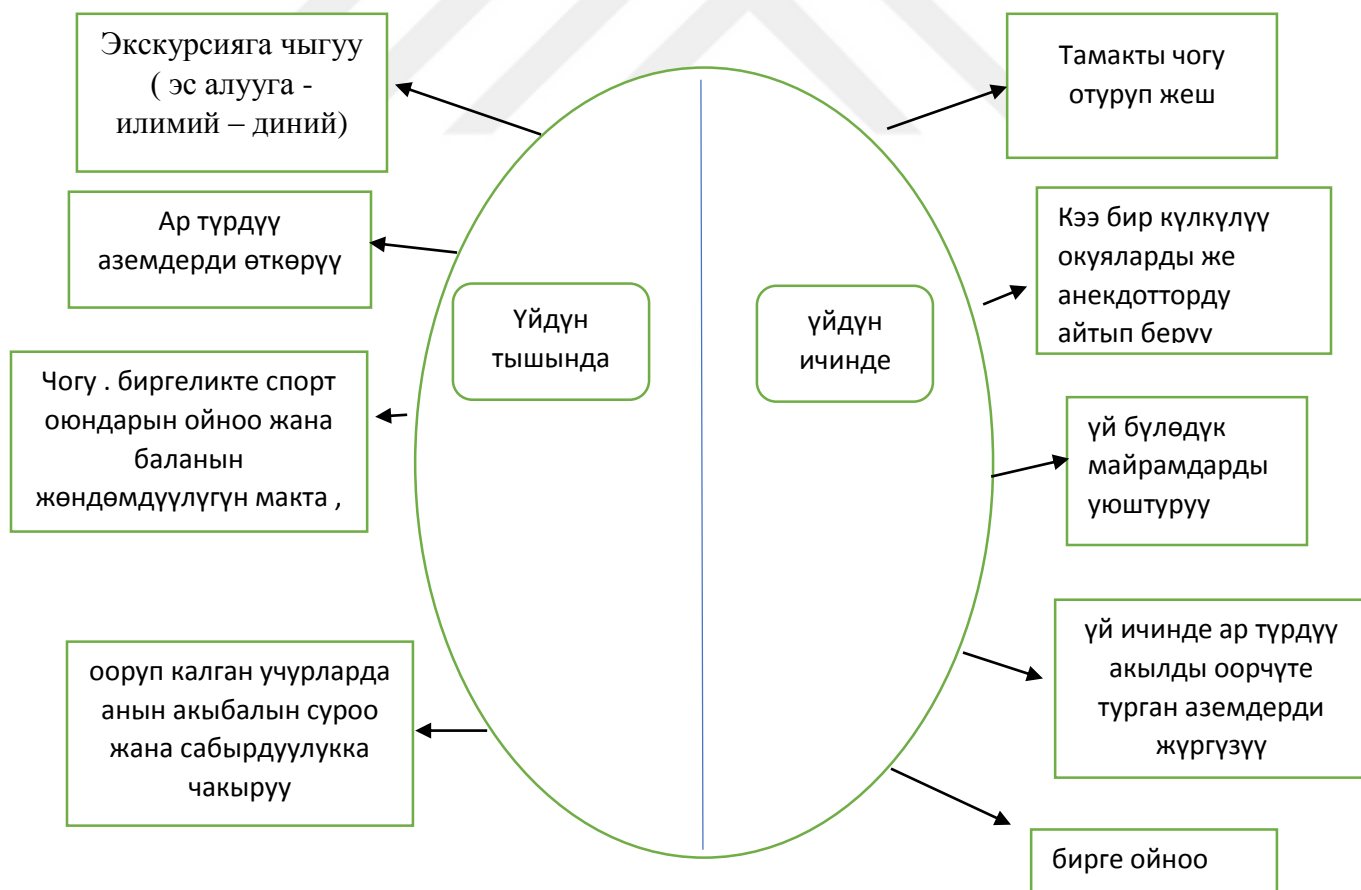 Экскурсияга чыгуу
( эс алууга -
илимий – диний)
Ар түрдүү
аземдерди өткөрүү
Чогу . биргеликте спорт
оюндарын ойноо жана
баланын
жөндөмдүүлүгүн макта ,
ооруп калган учурларда
анын акыбалын суроо
жана сабырдуулукка
чакыруу
Үйдүн
тышында
үйдүн
ичинде
Тамакты чогу
отуруп жеш
Кээ бир күлкүлүү
окуяларды же
анекдотторду
айтып берүү
үй бүлөдүк
майрамдарды
уюштуруу
үй ичинде ар түрдүү
акылды оорчүте
турган аземдерди
жүргүзүү
бирге ойноо